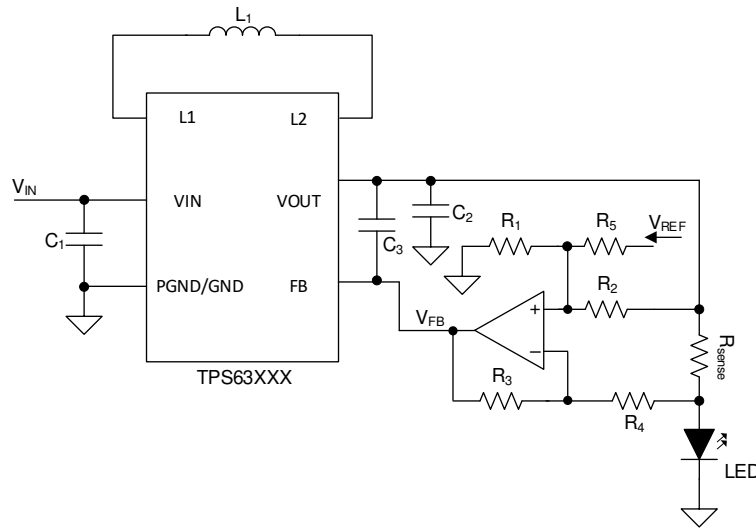 L1
L1
L2
VIN
VIN
VOUT
C1
C3
C2
R1
R5
VREF
PGND/GND
FB
R2
VFB
+
−
Rsense
R3
R4
TPS63XXX
LED